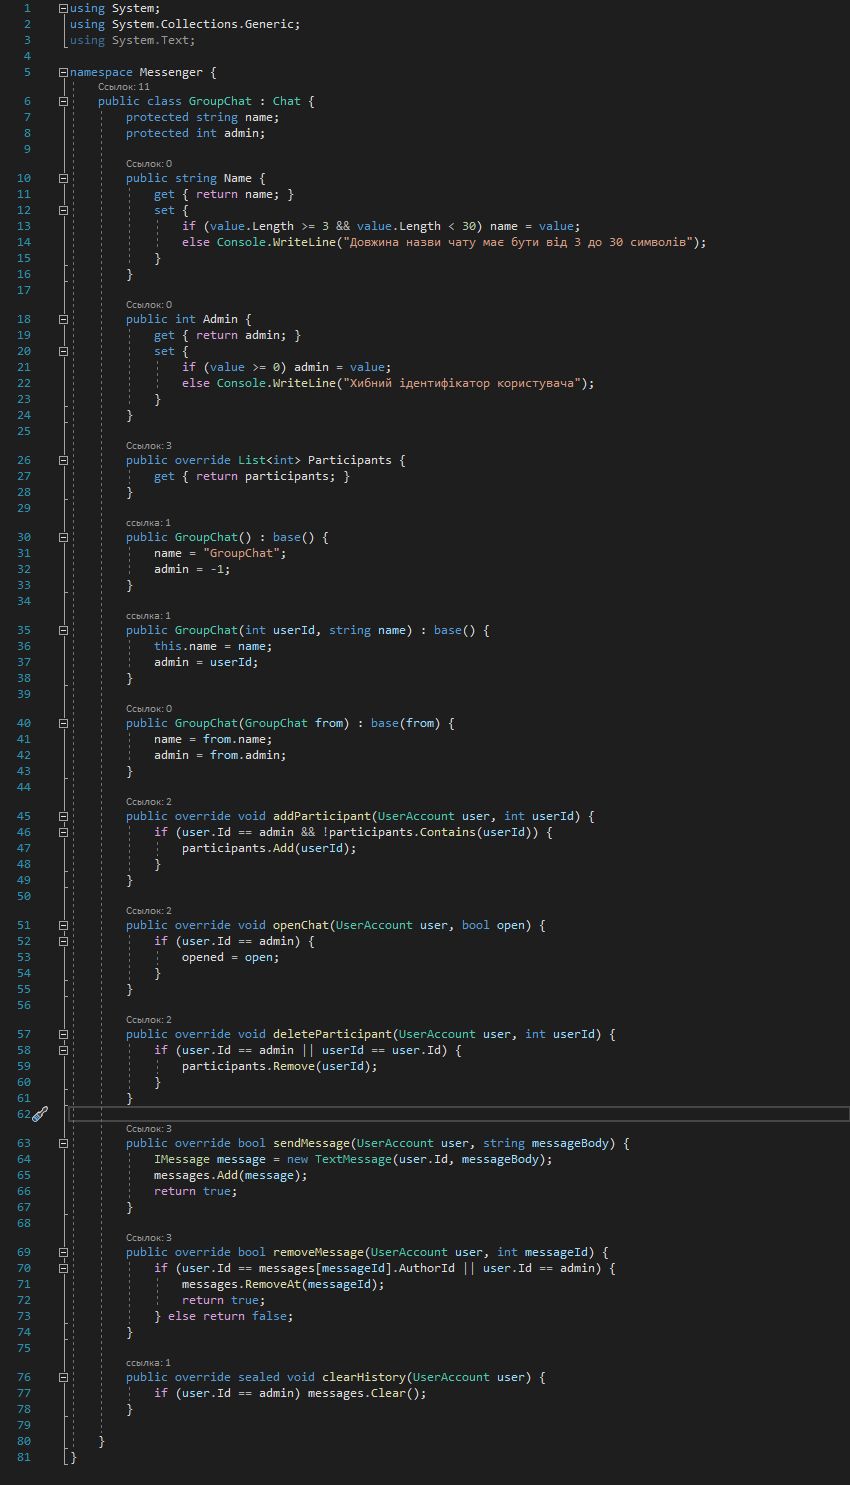 1 using System;
2 using System.Collections.Generic;
3 using System.Text;
4
5 namespace Messenger {
Ссылок: 11
6 public class GroupChat : Chat {
7 protected string name;
8 protected int admin;
9
Ссылок: 0
10 public string Name {
11 get { return name; }
12 set {
13 if (value.Length >= 3 && value.Length < 30) name = value;
14 else Console.WriteLine("Довжина назви чату має бути від 3 до 30 символів");
15 }
16 }
17
Ссылок: 0
18 public int Admin {
19 get { return admin; }
20 set {
21 if (value >= 0) admin = value;
22 else Console.WriteLine("Хибний ідентифікатор користувача");
23 }
24 }
25
Ссылок: 3
26 public override List<int> Participants {
27 get { return participants; }
28 }
29
ссылка: 1
30 public GroupChat() : base() {
31 name = "GroupChat";
32 admin = -1;
33 }
34
ссылка: 1
35 public GroupChat(int userId, string name) : base() {
36 this.name = name;
37 admin = userId;
38 }
39
Ссылок: 0
40 public GroupChat(GroupChat from) : base(from) {
41 name = from.name;
42 admin = from.admin;
43 }
44
Ссылок: 2
45 public override void addParticipant(UserAccount user, int userId) {
46 if (user.Id == admin && !participants.Contains(userId)) {
47 participants.Add(userId);
48 }
49 }
50
Ссылок: 2
51 public override void openChat(UserAccount user, bool open) {
52 if (user.Id == admin) {
53 opened = open;
54 }
55 }
56
Ссылок: 2
57 public override void deleteParticipant(UserAccount user, int userId) {
58 if (user.Id == admin || userId == user.Id) {
59 participants.Remove(userId);
60 }
61 }
62
Ссылок: 3
63 public override bool sendMessage(UserAccount user, string messageBody) {
64 IMessage message = new TextMessage(user.Id, messageBody);
65 messages.Add(message);
66 return true;
67 }
68
Ссылок: 3
69 public override bool removeMessage(UserAccount user, int messageId) {
70 if (user.Id == messages[messageId].AuthorId || user.Id == admin) {
71 messages.RemoveAt(messageId);
72 return true;
73 } else return false;
74 }
75
ссылка: 1
76 public override sealed void clearHistory(UserAccount user) {
77 if (user.Id == admin) messages.Clear();
78 }
79
80 }
81 }